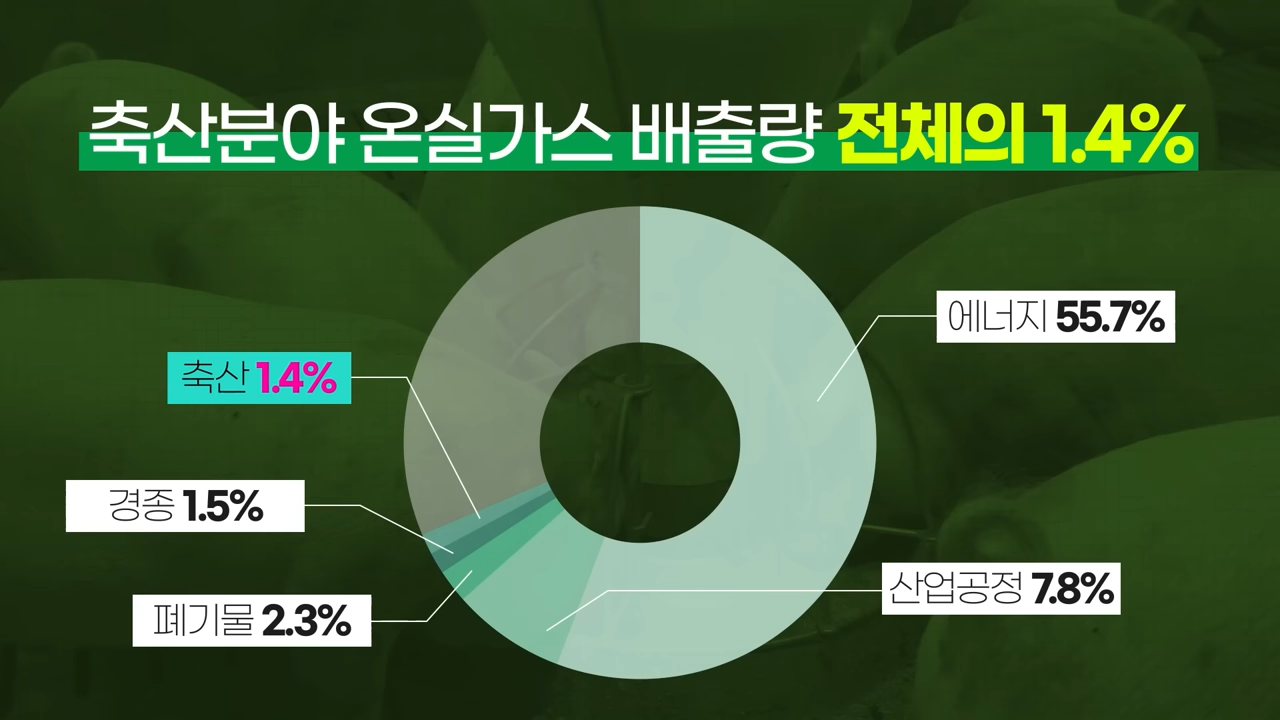 축산분야 온실가스 배출량 전체의 1.4%
에너지 55.7%
축산 1.4%
경종 1.5%
산업공정 7.8%
폐기물 2.3%